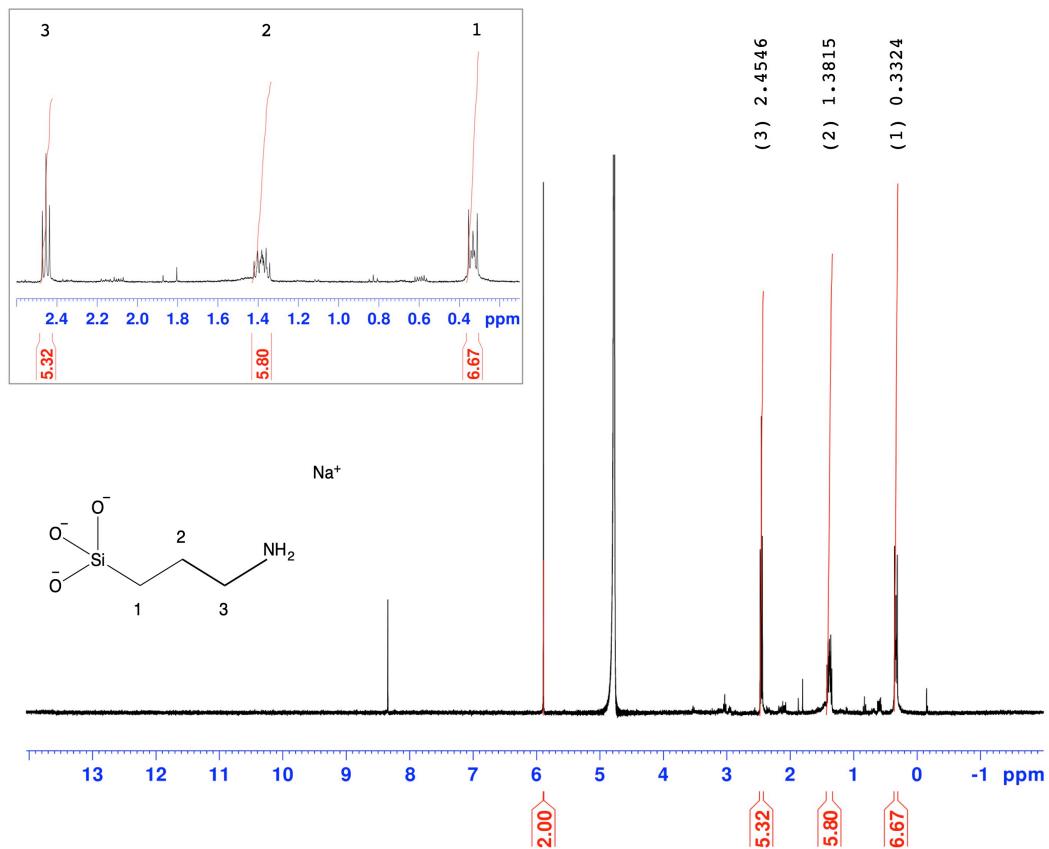 3 2 1
2.4 2.2 2.0 1.8 1.6 1.4 1.2 1.0 0.8 0.6 0.4 ppm
5.32 5.80 6.67
(3) 2.4546
(2) 1.3815
(1) 0.3324
Na+
O−
O−
O−
Si
2
NH2
1
3
13 12 11 10 9 8 7 6 5 4 3 2 1 0 -1 ppm
2.00 5.32 5.80 6.67